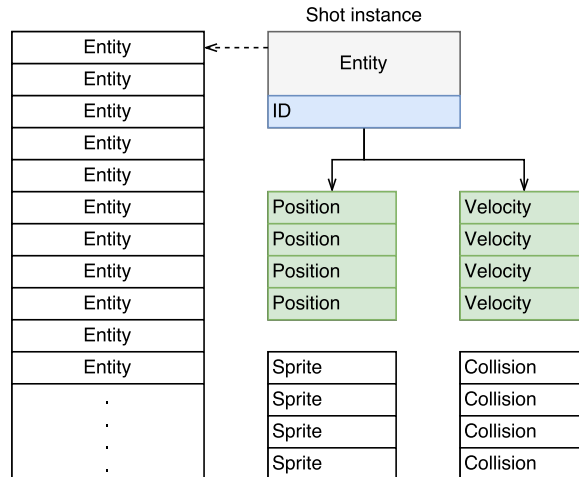 Shot instance
Entity
Entity
Entity
Entity
Entity
Entity
Entity
Entity
Entity
Entity
Entity
.
.
.
.
Entity
ID
Position
Position
Position
Position
Velocity
Velocity
Velocity
Velocity
Sprite
Sprite
Sprite
Sprite
Collision
Collision
Collision
Collision